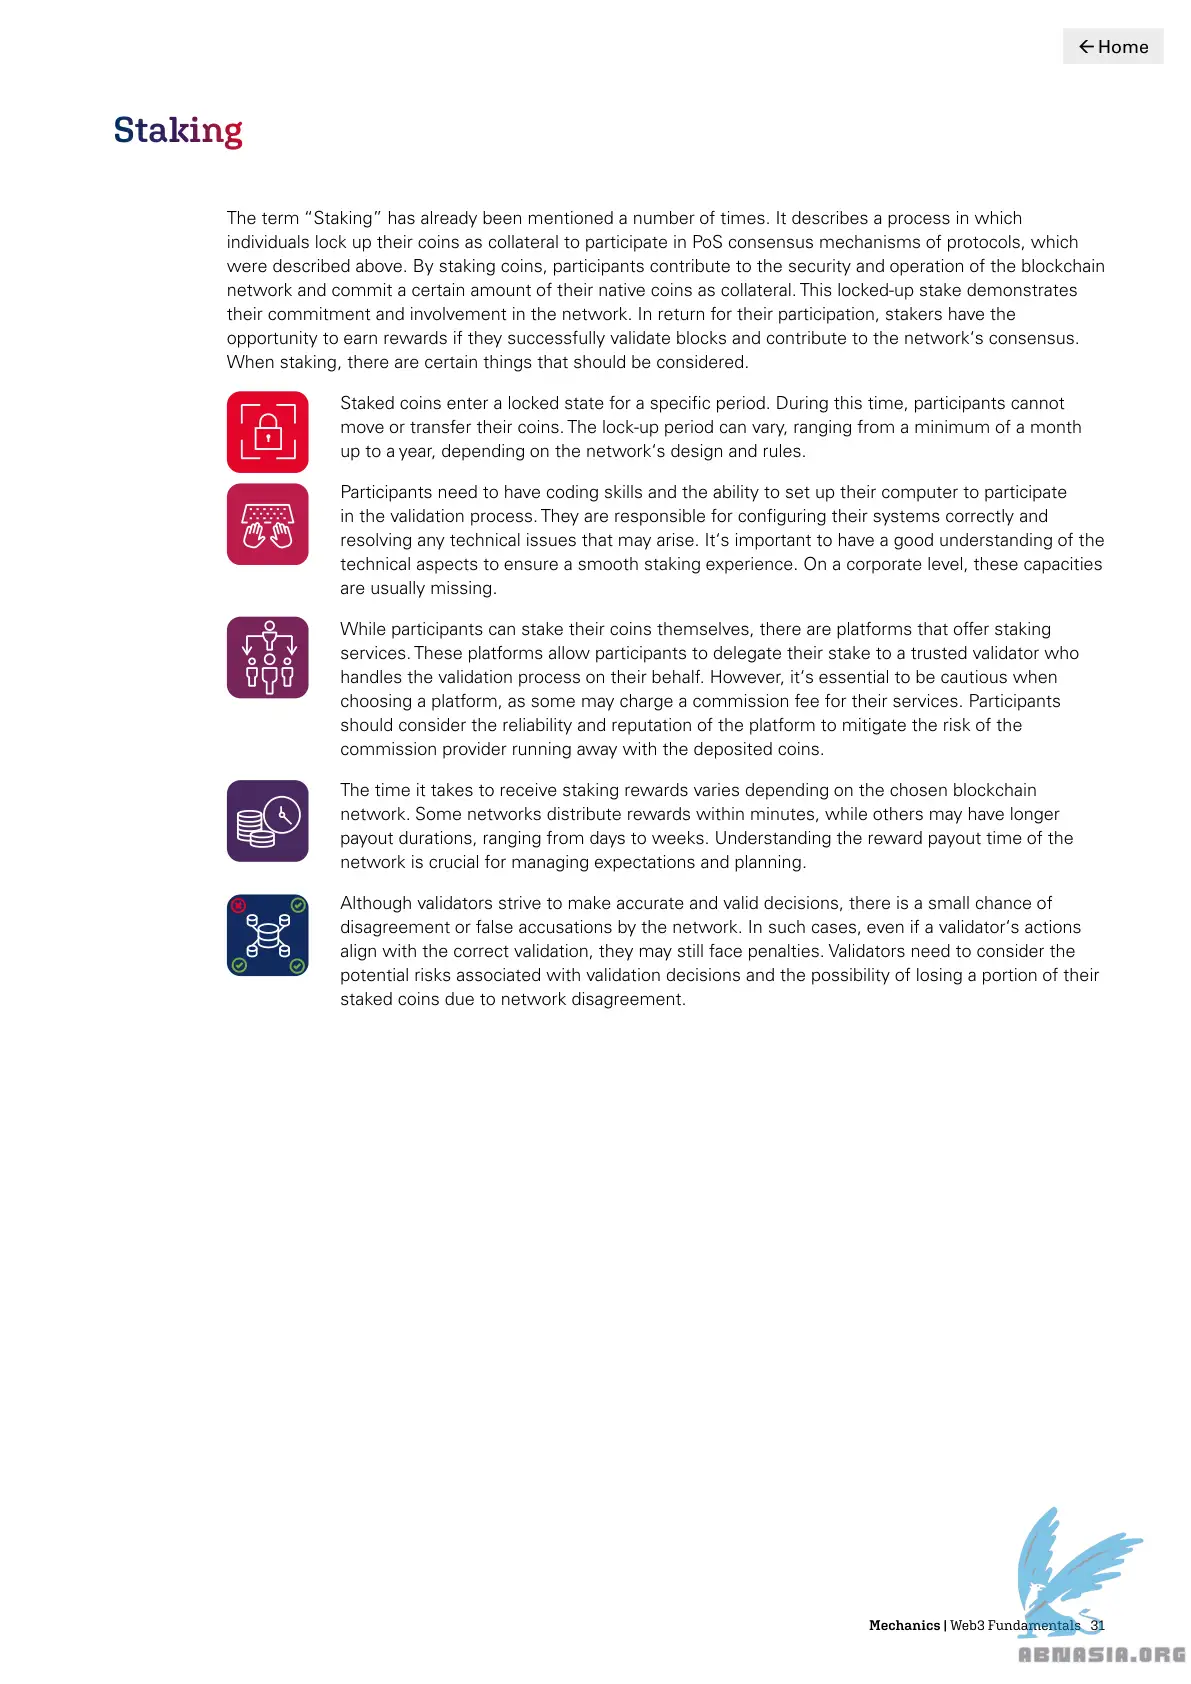 ← Home
Staking
The term “Staking” has already been mentioned a number of times. It describes a process in which
individuals lock up their coins as collateral to participate in PoS consensus mechanisms of protocols, which
were described above. By staking coins, participants contribute to the security and operation of the blockchain
network and commit a certain amount of their native coins as collateral. This locked-up stake demonstrates
their commitment and involvement in the network. In return for their participation, stakers have the
opportunity to earn rewards if they successfully validate blocks and contribute to the network‘s consensus.
When staking, there are certain things that should be considered.
Staked coins enter a locked state for a specific period. During this time, participants cannot
move or transfer their coins. The lock-up period can vary, ranging from a minimum of a month
up to a year, depending on the network‘s design and rules.
Participants need to have coding skills and the ability to set up their computer to participate
in the validation process. They are responsible for configuring their systems correctly and
resolving any technical issues that may arise. It‘s important to have a good understanding of the
technical aspects to ensure a smooth staking experience. On a corporate level, these capacities
are usually missing.
While participants can stake their coins themselves, there are platforms that offer staking
services. These platforms allow participants to delegate their stake to a trusted validator who
handles the validation process on their behalf. However, it‘s essential to be cautious when
choosing a platform, as some may charge a commission fee for their services. Participants
should consider the reliability and reputation of the platform to mitigate the risk of the
commission provider running away with the deposited coins.
The time it takes to receive staking rewards varies depending on the chosen blockchain
network. Some networks distribute rewards within minutes, while others may have longer
payout durations, ranging from days to weeks. Understanding the reward payout time of the
network is crucial for managing expectations and planning.
Although validators strive to make accurate and valid decisions, there is a small chance of
disagreement or false accusations by the network. In such cases, even if a validator‘s actions
align with the correct validation, they may still face penalties. Validators need to consider the
potential risks associated with validation decisions and the possibility of losing a portion of their
staked coins due to network disagreement.
Mechanics | Web3 Fundamentals 31
ABNASIA.ORG